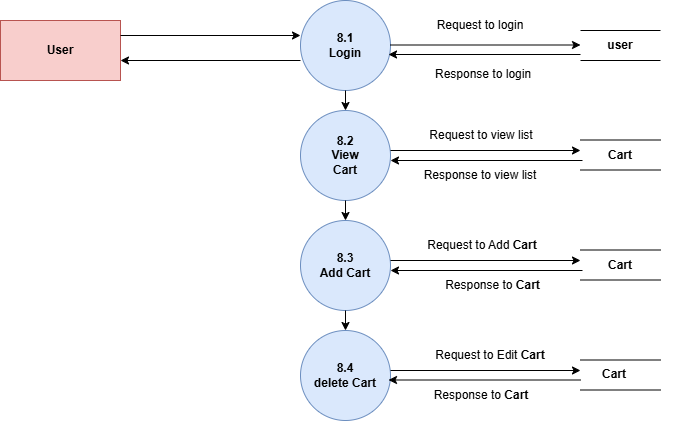 User
8.1
Login
Request to login
user
Response to login
8.2
View
Cart
Request to view list
Cart
Response to view list
8.3
Add Cart
Request to Add Cart
Cart
Response to Cart
8.4
delete Cart
Request to Edit Cart
Cart
Response to Cart